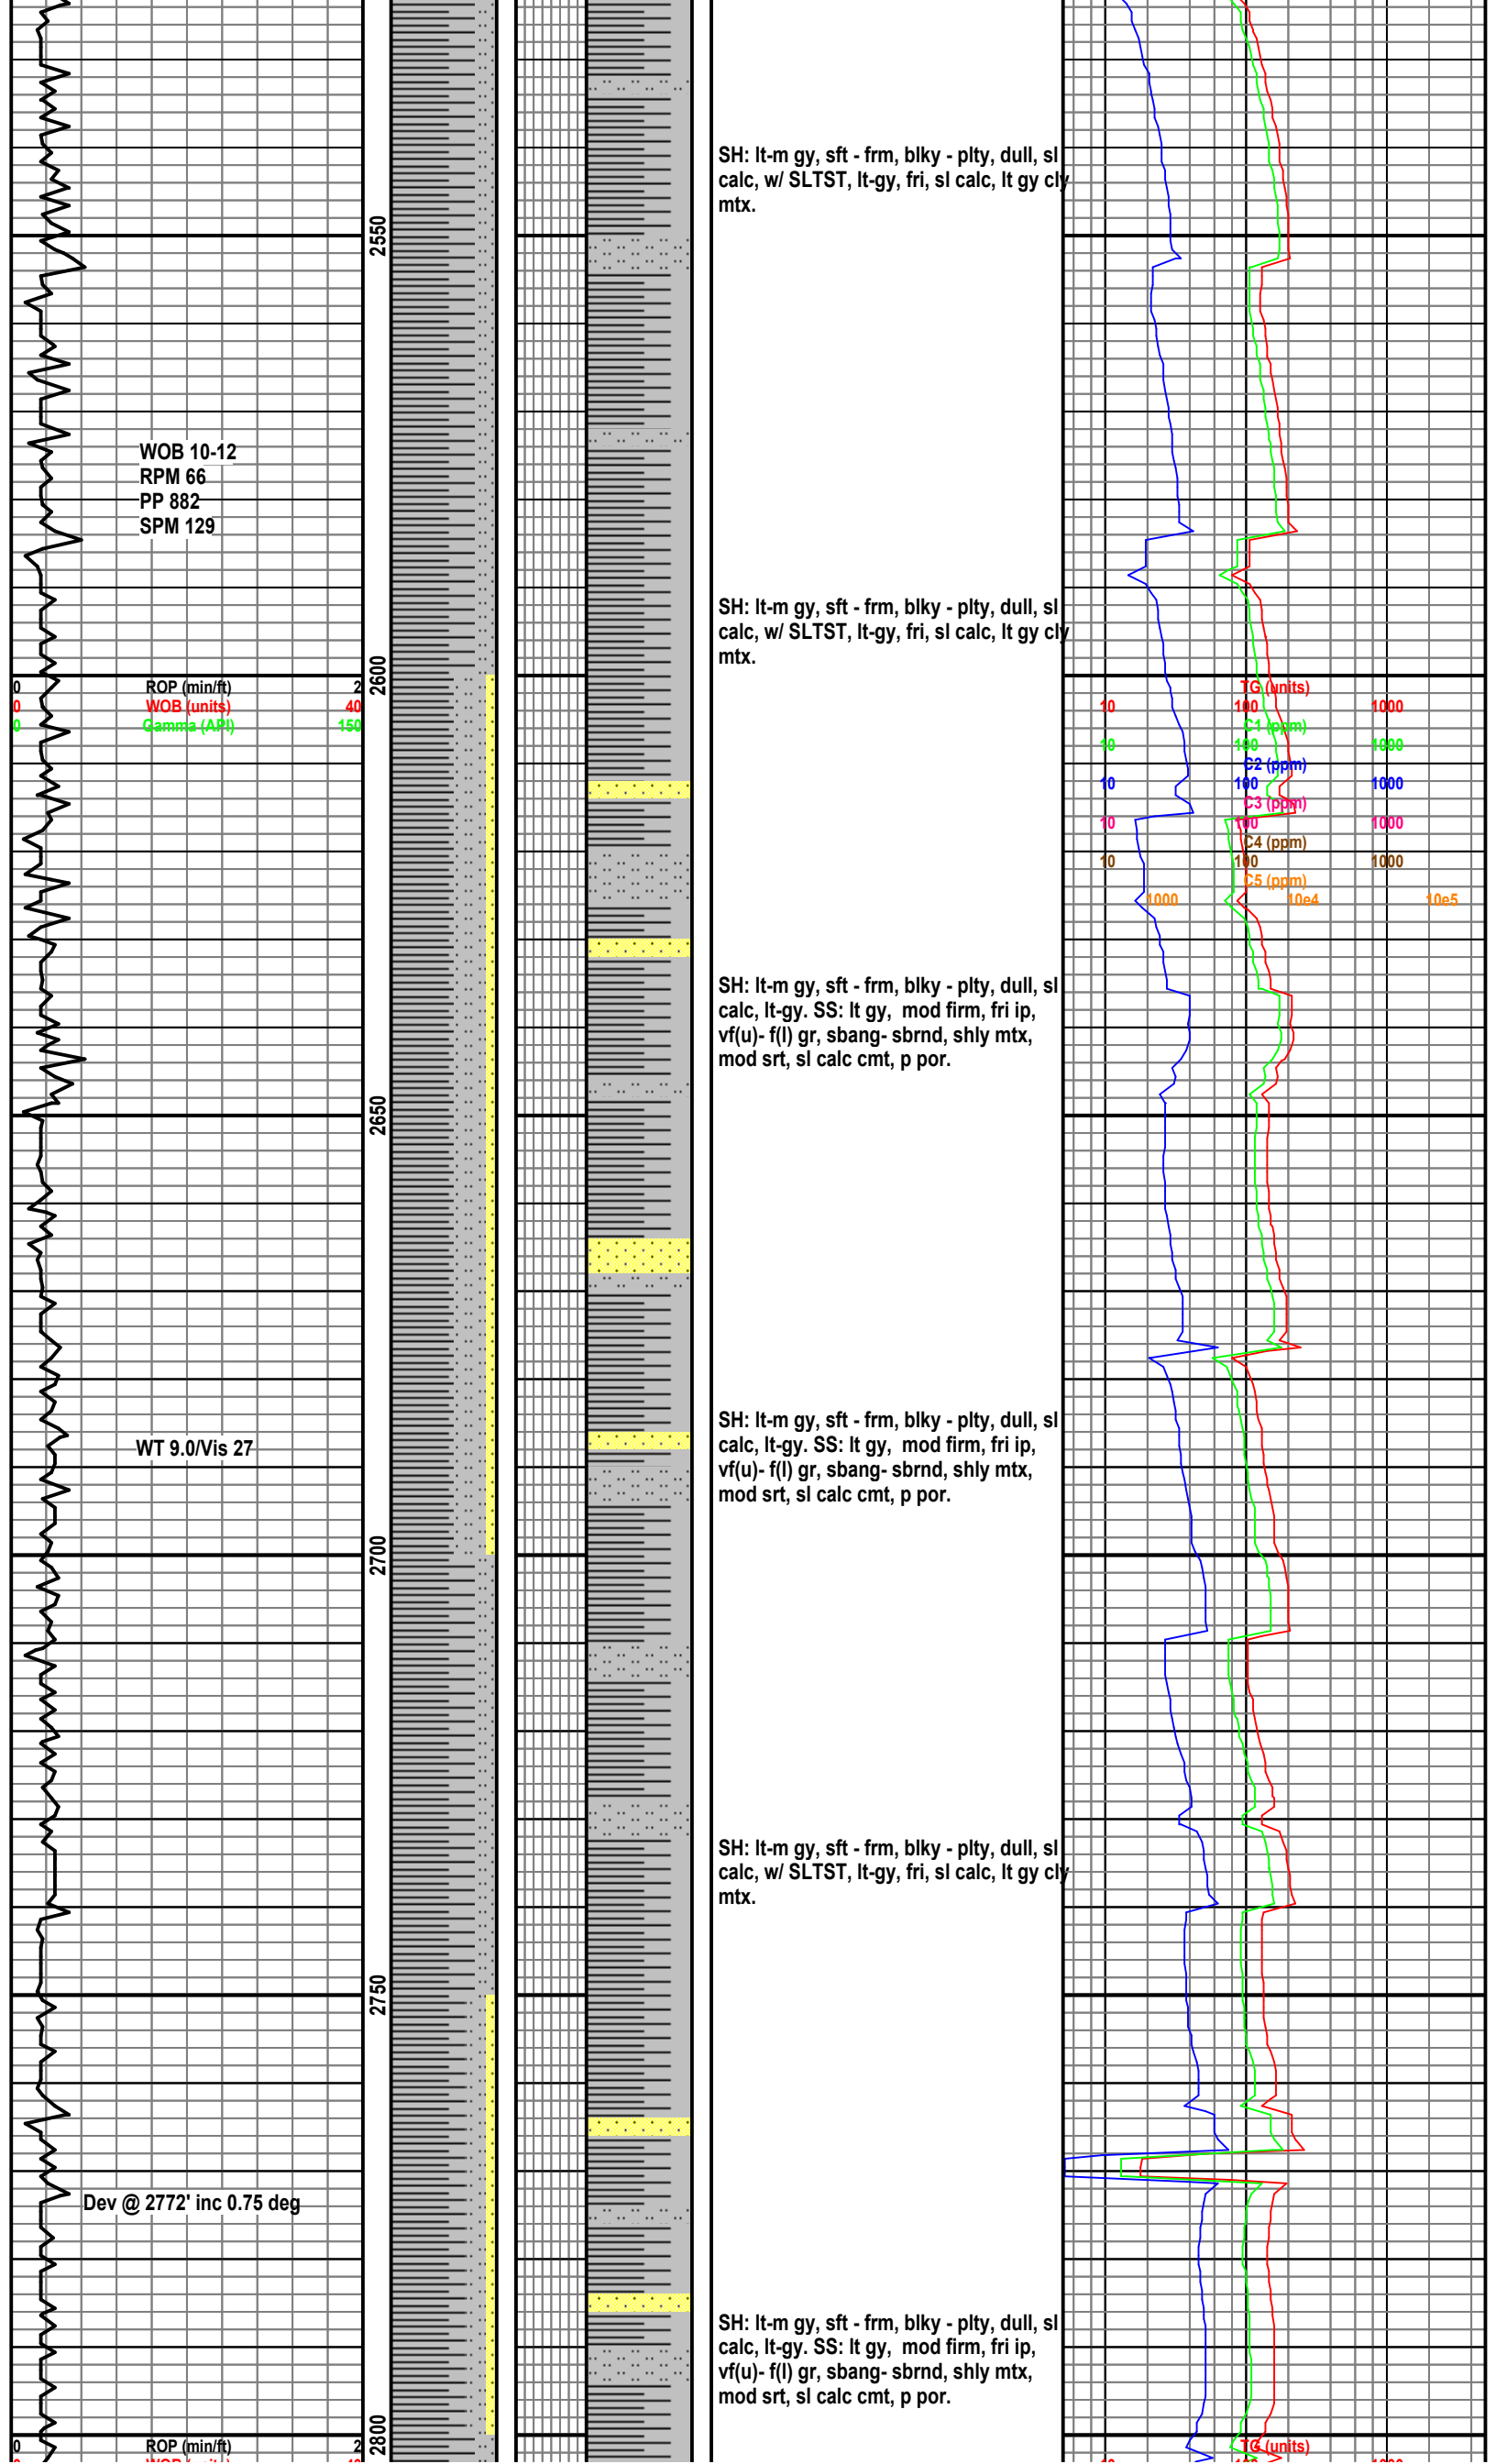 SH: lt-m gy, sft - frm, blky - plty, dull, sl
calc, w/ SLTST, lt-gy, fri, sl calc, lt gy cly
mtx.
2550
WOB 10-12
RPM 66
PP 882
SPM 129
SH: lt-m gy, sft - frm, blky - plty, dull, sl
calc, w/ SLTST, lt-gy, fri, sl calc, lt gy cly
mtx.
2600
0 ROP (min/ft) 2
0 WOB (units) 40
0 Gamma (API) 150
TG (units)
10 100 1000
C1 (ppm)
10 100 1000
C2 (ppm)
10 100 1000
C3 (ppm)
10 100 1000
C4 (ppm)
10 100 1000
C5 (ppm)
1000 10e4 10e5
SH: lt-m gy, sft - frm, blky - plty, dull, sl
calc, lt-gy. SS: lt gy, mod firm, fri ip,
vf(u)- f(l) gr, sbang- sbrnd, shly mtx,
mod srt, sl calc cmt, p por.
2650
SH: lt-m gy, sft - frm, blky - plty, dull, sl
calc, lt-gy. SS: lt gy, mod firm, fri ip,
vf(u)- f(l) gr, sbang- sbrnd, shly mtx,
mod srt, sl calc cmt, p por.
WT 9.0/Vis 27
2700
SH: lt-m gy, sft - frm, blky - plty, dull, sl
calc, w/ SLTST, lt-gy, fri, sl calc, lt gy cly
mtx.
2750
Dev @ 2772' inc 0.75 deg
SH: lt-m gy, sft - frm, blky - plty, dull, sl
calc, lt-gy. SS: lt gy, mod firm, fri ip,
vf(u)- f(l) gr, sbang- sbrnd, shly mtx,
mod srt, sl calc cmt, p por.
2800
0 ROP (min/ft) 2
TG (units)